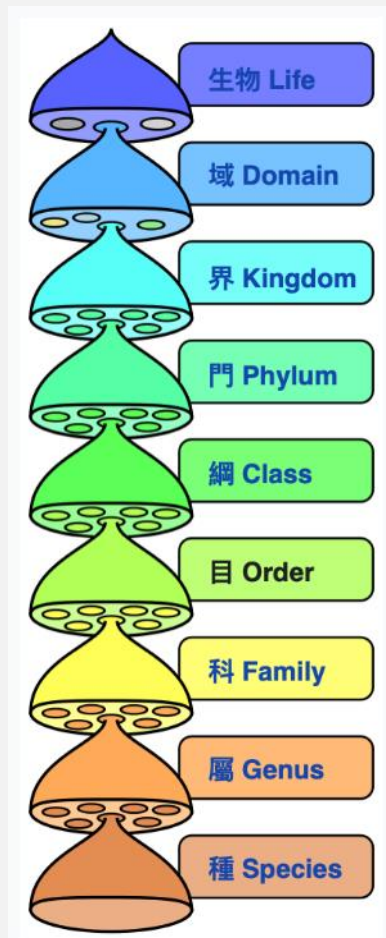 生物 Life
域 Domain
界 Kingdom
門 Phylum
綱 Class
目 Order
科 Family
屬 Genus
種 Species